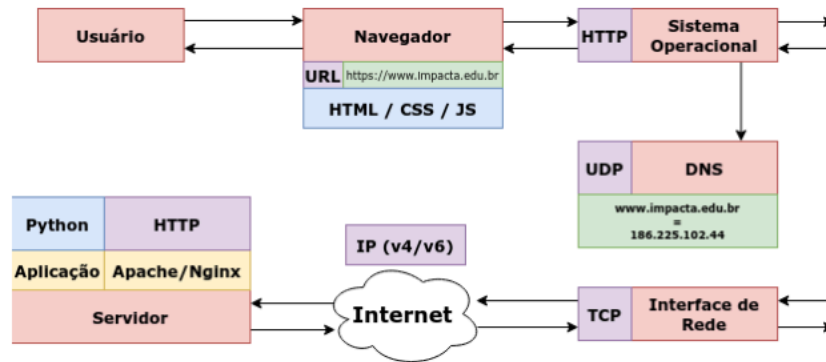 Usuário
Navegador
URL https://www.impacta.edu.br
HTML / CSS / JS
HTTP
Sistema
Operacional
UDP
DNS
www.impacta.edu.br
=
186.225.102.44
Python
HTTP
Aplicação
Apache/Nginx
Servidor
IP (v4/v6)
Internet
TCP
Interface de
Rede